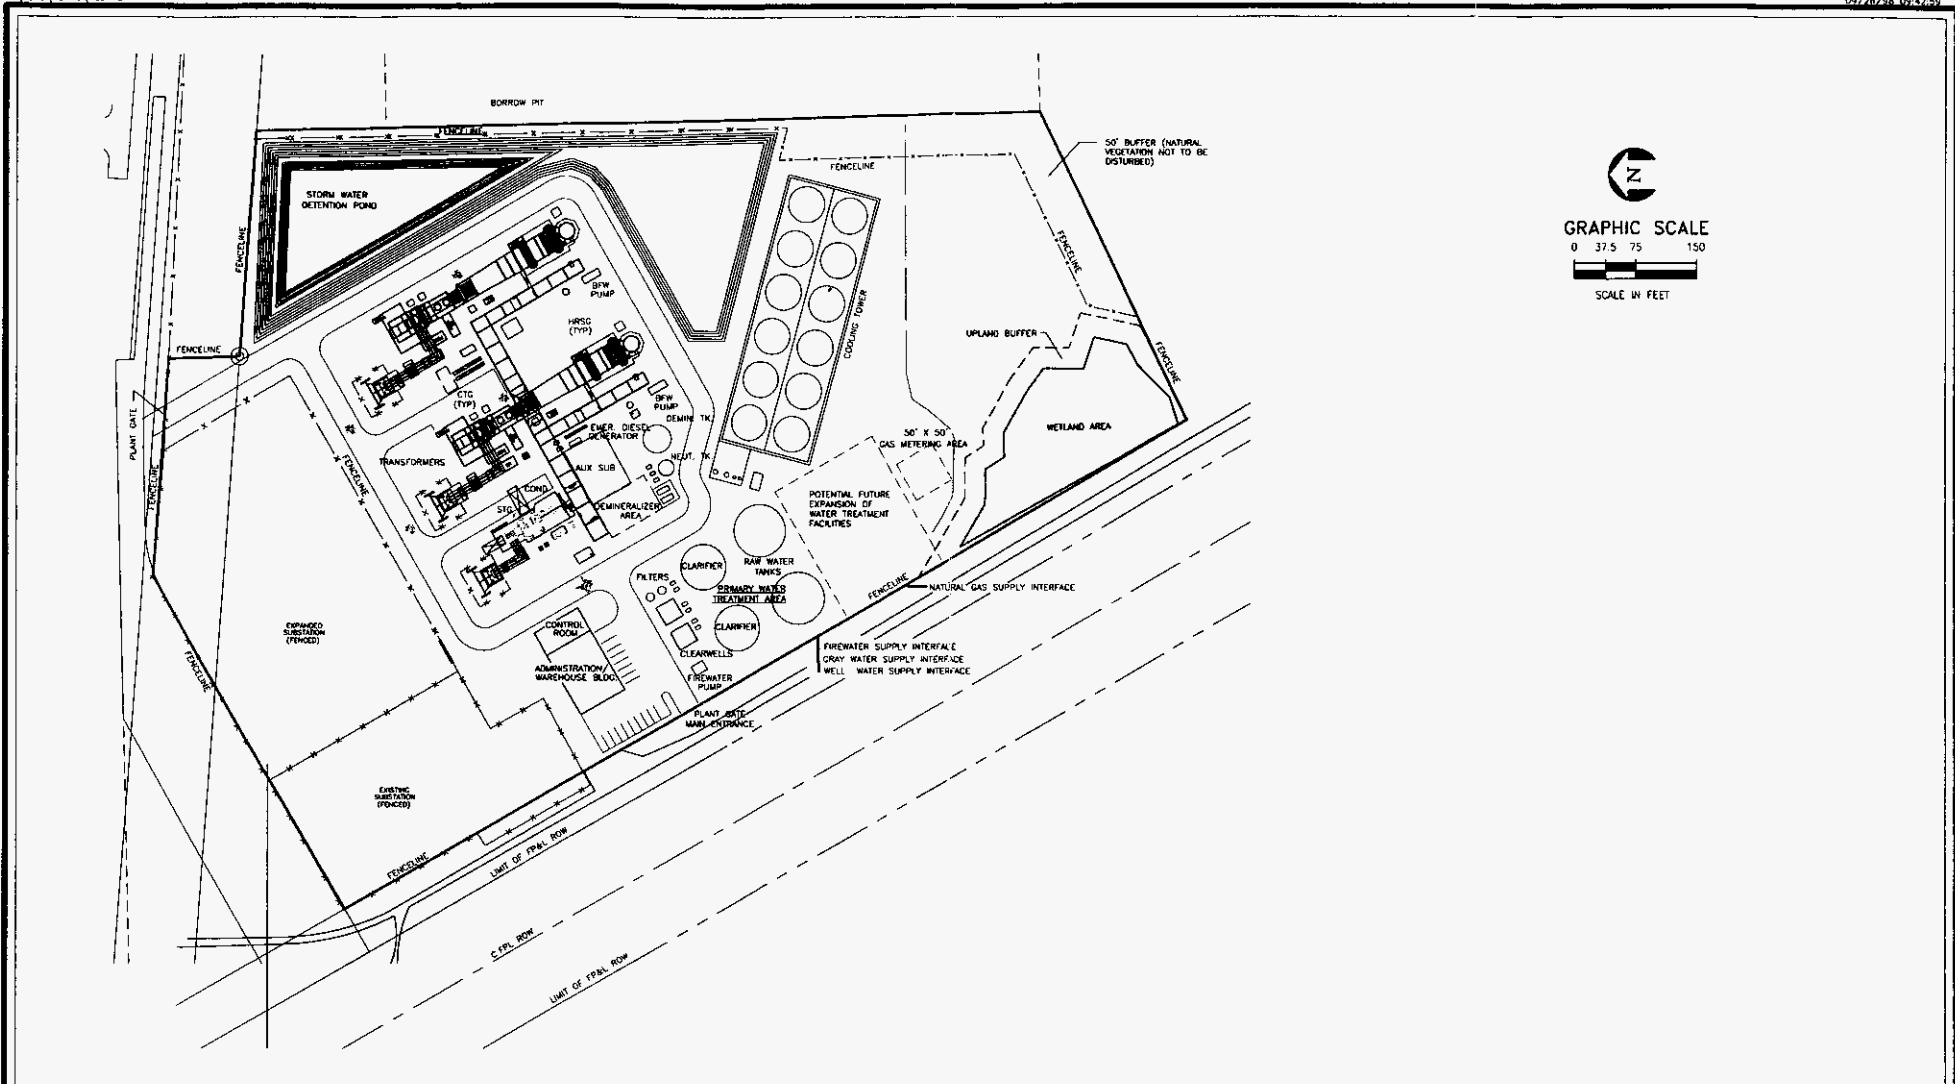 04/28/98 09:42:59
BORROW PIT
FENCELINE
50' BUFFER (NATURAL
VEGETATION NOT TO BE
DISTURBED)
FENCELINE
STORM WATER
DETENTION POND
N
GRAPHIC SCALE
0 37.5 75 150
SCALE IN FEET
FENCELINE
FENCELINE
BFW
PUMP
HRSG
(TYP)
COOLING TOWER
UPLAND BUFFER
FENCELINE
FENCELINE
CTG
(TYP)
BFW
PUMP
DEMIN. TK.
PLANT GATE
EMER. DIESEL
GENERATOR
WETLAND AREA
50' X 50'
GAS METERING AREA
TRANSFORMERS
NEUT. TK.
AUX SUB
FENCELINE
FENCELINE
COND
STG
DEMINERALIZER
AREA
POTENTIAL FUTURE
EXPANSION OF
WATER TREATMENT
FACILITIES
CLARIFIER
RAW WATER
TANKS
FILTERS
PRIMARY WATER
TREATMENT AREA
FENCELINE
NATURAL GAS SUPPLY INTERFACE
CONTROL
ROOM
CLARIFIER
EXPANDED
SUBSTATION
(FENCED)
FENCELINE
CLEARWELLS
FIREWATER SUPPLY INTERFACE
GRAY WATER SUPPLY INTERFACE
WELL WATER SUPPLY INTERFACE
ADMINISTRATION/
WAREHOUSE BLDG.
FIREWATER
PUMP
PLANT GATE
MAIN ENTRANCE
EXISTING
SUBSTATION
(FENCED)
FENCELINE
LIMIT OF FP&L ROW
C FPL ROW
LIMIT OF FP&L ROW